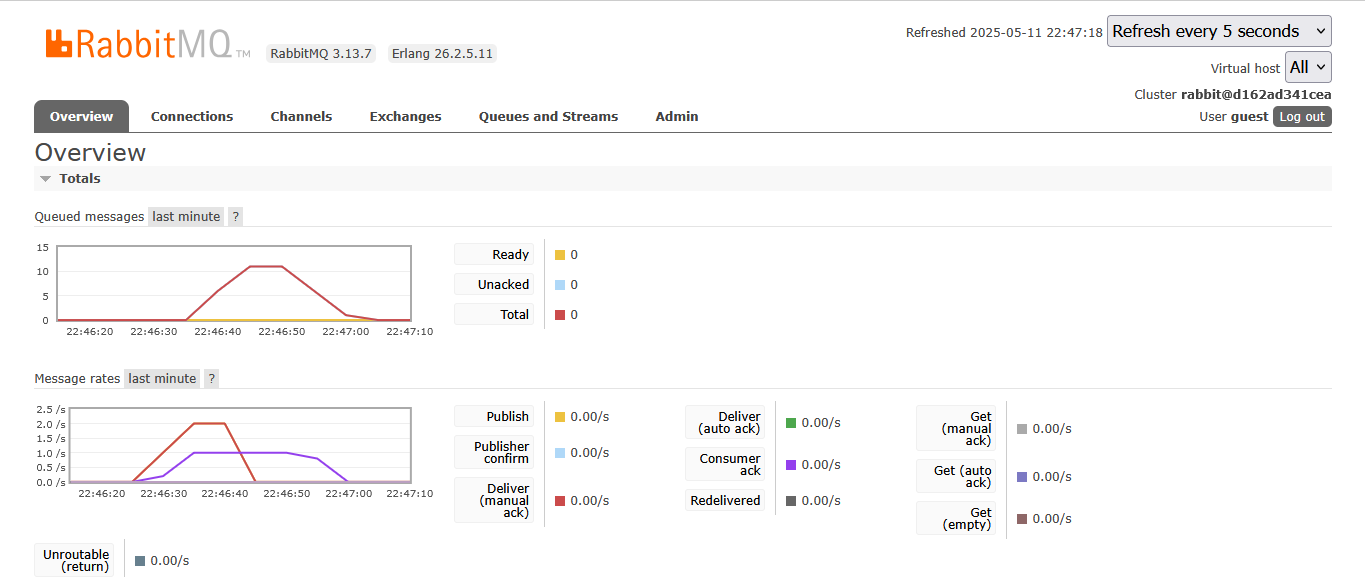 RabbitMQ TM RabbitMQ 3.13.7 Erlang 26.2.5.11
Refreshed 2025-05-11 22:47:18 Refresh every 5 seconds
Virtual host All
Cluster rabbit@d162ad341cea
User guest Log out
Overview Connections Channels Exchanges Queues and Streams Admin
Overview
Totals
Queued messages last minute ?
15
10
5
0
22:46:20 22:46:30 22:46:40 22:46:50 22:47:00 22:47:10
Ready 0
Unacked 0
Total 0
Message rates last minute ?
2.5 /s
2.0 /s
1.5 /s
1.0 /s
0.5 /s
0.0 /s
22:46:20 22:46:30 22:46:40 22:46:50 22:47:00 22:47:10
Publish 0.00/s
Publisher
confirm 0.00/s
Deliver
(manual
ack) 0.00/s
Deliver
(auto ack) 0.00/s
Consumer
ack 0.00/s
Redelivered 0.00/s
Get
(manual
ack) 0.00/s
Get (auto
ack) 0.00/s
Get
(empty) 0.00/s
Unroutable
(return) 0.00/s